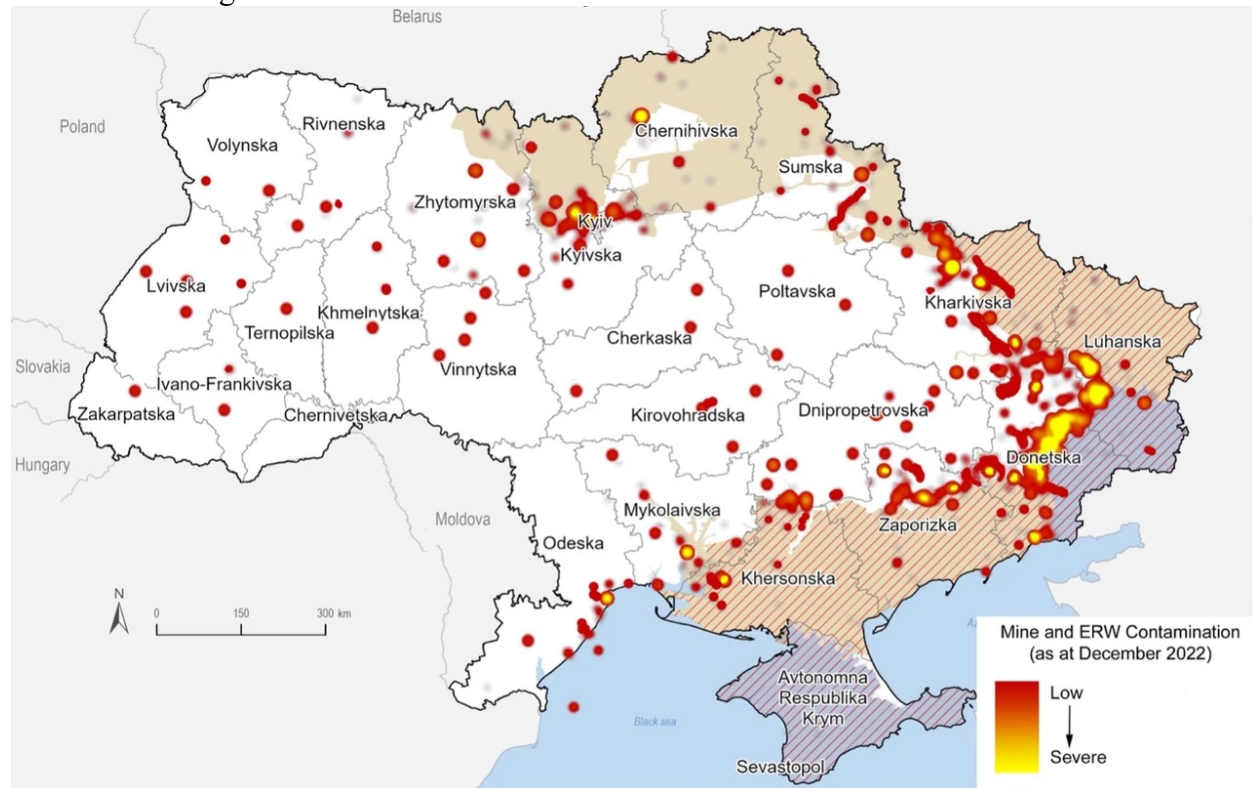 Belarus
Poland
Volynska
Rivnenska
Chernihivska
Sumska
Zhytomyrska
Kyiv
Kyivska
Lvivska
Khmelnytska
Ternopilska
Poltavska
Kharkivska
Luhanska
Cherkaska
Vinnytska
Slovakia
Ivano-Frankivska
Zakarpatska
Chernivetska
Kirovohradska
Dnipropetrovska
Donetska
Hungary
Moldova
Mykolaivska
Odeska
Zaporizka
Khersonska
N
0 150 300 km
Mine and ERW Contamination
(as at December 2022)
Low
Severe
Avtonomna
Respublika
Krym
Black sea
Sevastopol